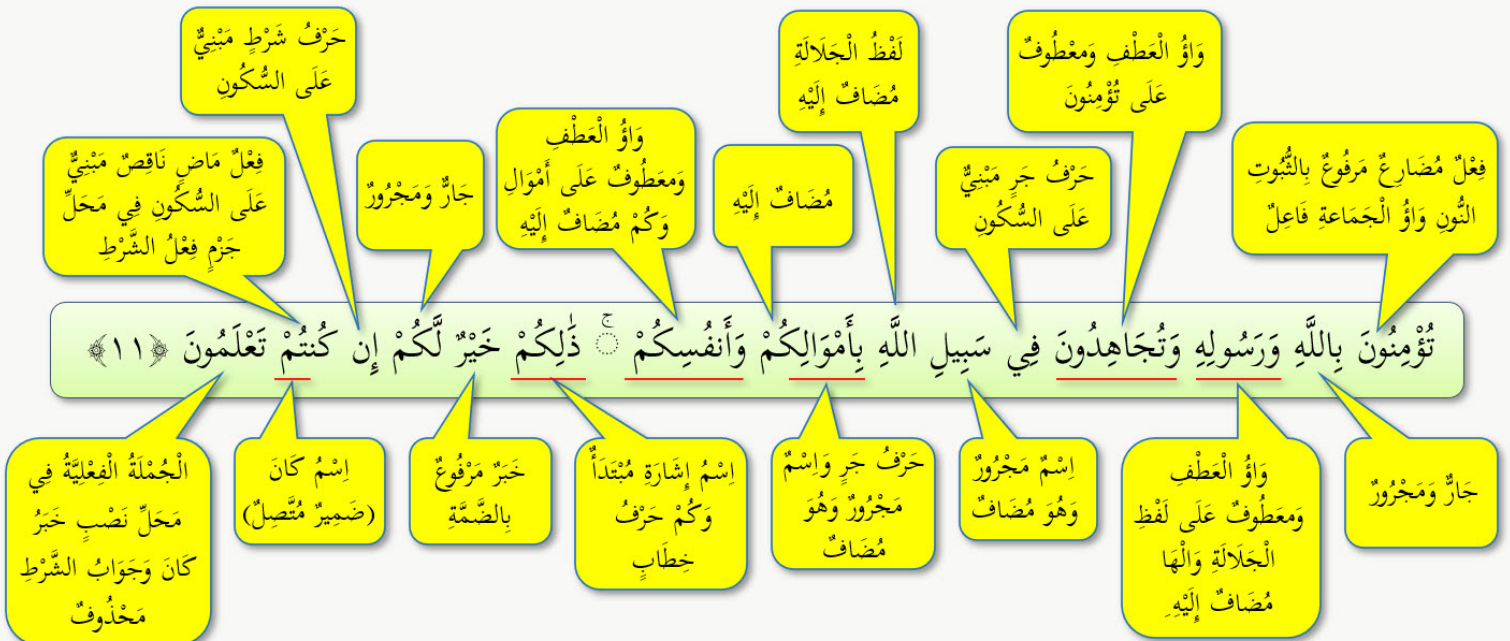 حَرْفُ شَرْطٍ مَبْنِيٌّ
عَلَى السُّكُونِ
لَفْظُ الْجَلَالَةِ
مُضَافٌ إِلَيْهِ
وَاوُ الْعَطْفِ وَمَعْطُوفٌ
عَلَى تُؤْمِنُونَ
فِعْلٌ مُضَارِعٌ مَرفُوعٌ بِالثُّبُوتِ
النُّونِ وَاوُ الْجَمَاعةِ فَاعِلٌ
حَرْفُ جَرٍ مَبْنِيٌّ
عَلَى السُّكُونِ
مُضَافٌ إِلَيْهِ
وَاوُ الْعَطْفِ
وَمَعَطُوفٌ عَلَى أَمْوَالِ
وَكُمْ مُضَافٌ إِلَيْهِ
جَارٌّ وَمَجْرُورٌ
فِعْلٌ مَاضٍ نَاقِصٌ مَبْنِيٌّ
عَلَى السُّكُونِ فِي مَحَلِّ
جَزْمٍ فِعْلُ الشَّرْطِ
تُؤْمِنُونَ بِاللَّهِ وَرَسُولِهِ وَتُجَاهِدُونَ فِي سَبِيلِ اللَّهِ بِأَمْوَالِكُمْ وَأَنفُسِكُمْ ۚ ذَٰلِكُمْ خَيْرٌ لَّكُمْ إِن كُنتُمْ تَعْلَمُونَ ﴿١١﴾
جَارٌّ وَمَجْرُورٌ
وَاوُ الْعَطْفِ
وَمَعَطُوفٌ عَلَى لَفْظِ
الْجَلَالَةِ وَالْهَا
مُضَافٌ إِلَيْهِ
اِسْمٌ مَجْرُورٌ
وَهُوَ مُضَافٌ
حَرْفُ جَرٍ وَاِسْمٌ
مَجْرُورٌ وَهُوَ
مُضَافٌ
اِسْمُ إِشَارَةِ مُبْتَدَأٌ
وَكُمْ حَرْفُ
خِطَابٍ
خَبَرٌ مَرْفُوعٌ
بِالضَّمَّةِ
اِسْمُ كَانَ
(ضَمِيرٌ مُتَّصِلٌ)
الْجُمْلَةُ الْفِعْلِيَّةُ فِي
مَحَلِّ نَصْبٍ خَبَرُ
كَانَ وَجَوَابُ الشَّرْطِ
مَحْذُوفٌ